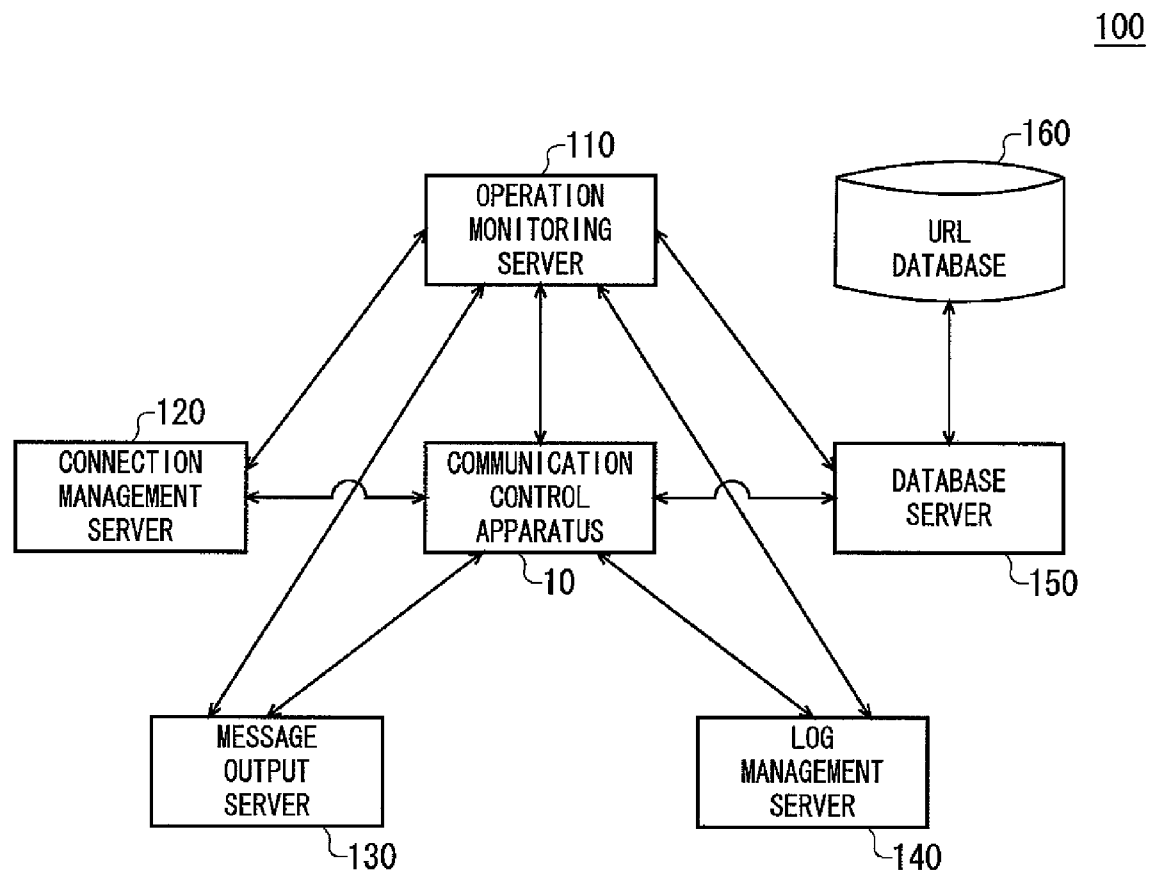 100
110
OPERATION
MONITORING
SERVER
160
URL
DATABASE
120
CONNECTION
MANAGEMENT
SERVER
COMMUNICATION
CONTROL
APPARATUS
10
DATABASE
SERVER
150
MESSAGE
OUTPUT
SERVER
130
LOG
MANAGEMENT
SERVER
140